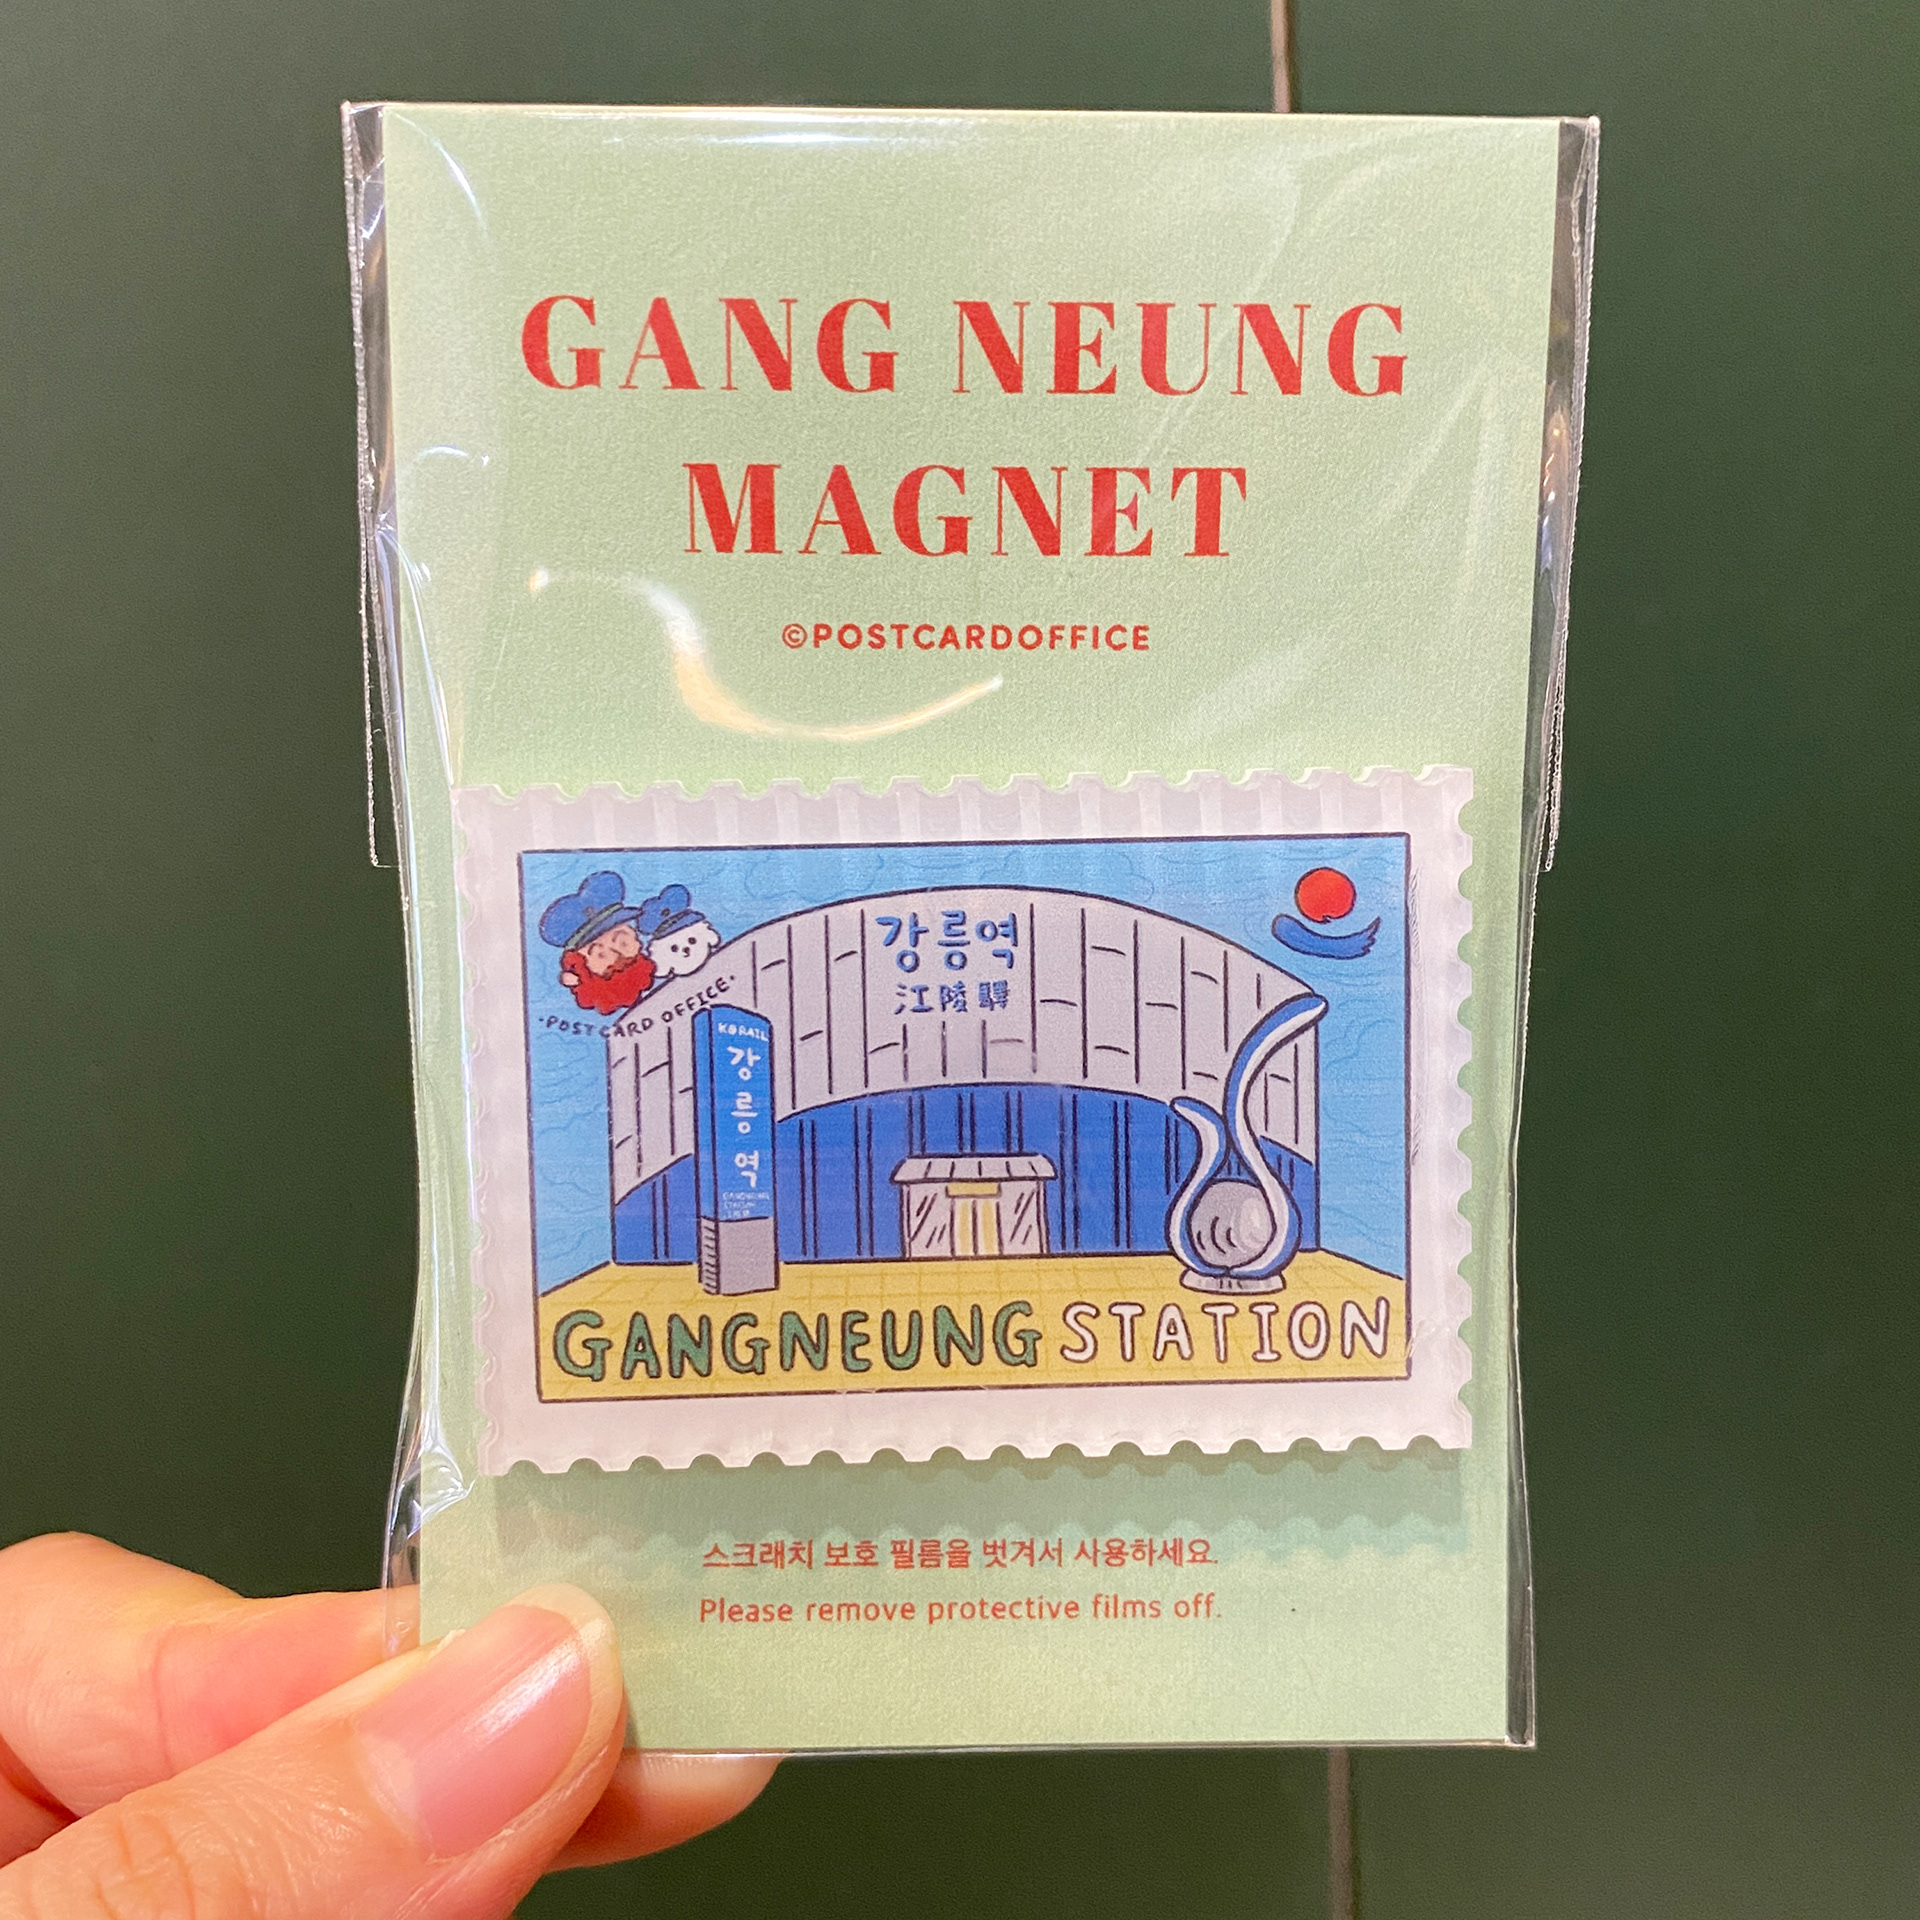 GANG NEUNG
MAGNET
©POSTCARDOFFICE
강릉역
江陵驛
·POST CARD OFFICE·
KORAIL
강
릉
역
GANGNEUNG STATION
스크래치 보호 필름을 벗겨서 사용하세요.
Please remove protective films off.